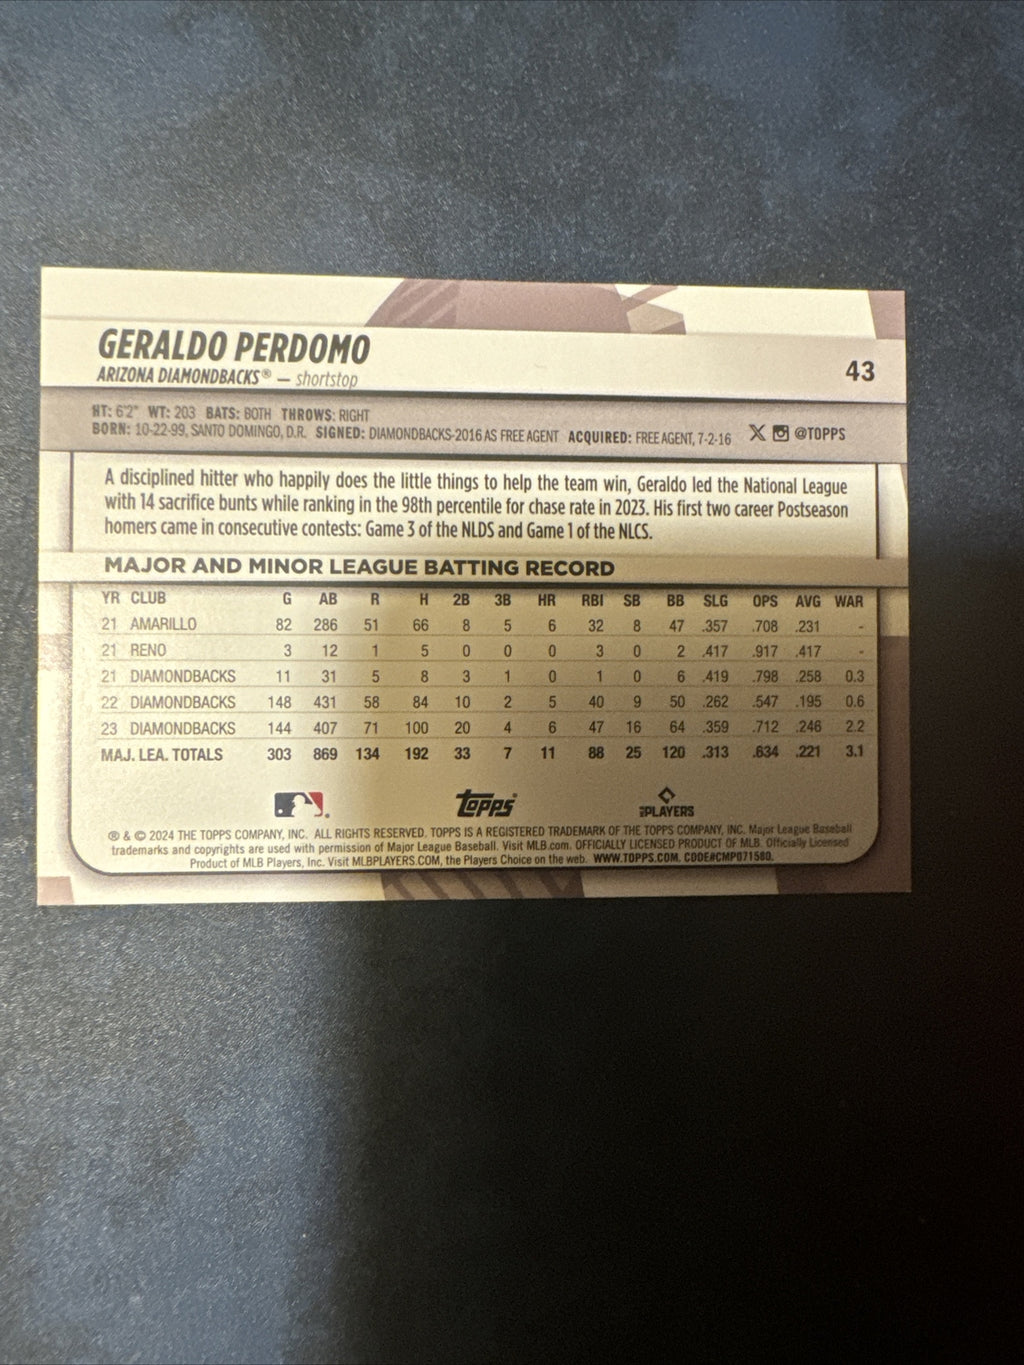 GERALDO PERDOMO
ARIZONA DIAMONDBACKS® — shortstop
43
HT: 6'2" WT: 203 BATS: BOTH THROWS: RIGHT
BORN: 10-22-99, SANTO DOMINGO, D.R. SIGNED: DIAMONDBACKS-2016 AS FREE AGENT ACQUIRED: FREE AGENT, 7-2-16 X @TOPPS
A disciplined hitter who happily does the little things to help the team win, Geraldo led the National League
with 14 sacrifice bunts while ranking in the 98th percentile for chase rate in 2023. His first two career Postseason
homers came in consecutive contests: Game 3 of the NLDS and Game 1 of the NLCS.
MAJOR AND MINOR LEAGUE BATTING RECORD
YR CLUB G AB R H 2B 3B HR RBI SB BB SLG OPS AVG WAR
21 AMARILLO 82 286 51 66 8 5 6 32 8 47 .357 .708 .231 -
21 RENO 3 12 1 5 0 0 0 3 0 2 .417 .917 .417 -
21 DIAMONDBACKS 11 31 5 8 3 1 0 1 0 6 .419 .798 .258 0.3
22 DIAMONDBACKS 148 431 58 84 10 2 5 40 9 50 .262 .547 .195 0.6
23 DIAMONDBACKS 144 407 71 100 20 4 6 47 16 64 .359 .712 .246 2.2
MAJ. LEA. TOTALS 303 869 134 192 33 7 11 88 25 120 .313 .634 .221 3.1
Topps
MLB PLAYERS
® & © 2024 THE TOPPS COMPANY, INC. ALL RIGHTS RESERVED. TOPPS IS A REGISTERED TRADEMARK OF THE TOPPS COMPANY, INC. Major League Baseball
trademarks and copyrights are used with permission of Major League Baseball. Visit MLB.com. OFFICIALLY LICENSED PRODUCT OF MLB. Officially Licensed
Product of MLB Players, Inc. Visit MLBPLAYERS.COM, the Players Choice on the web. WWW.TOPPS.COM. CODE#CMP071580.